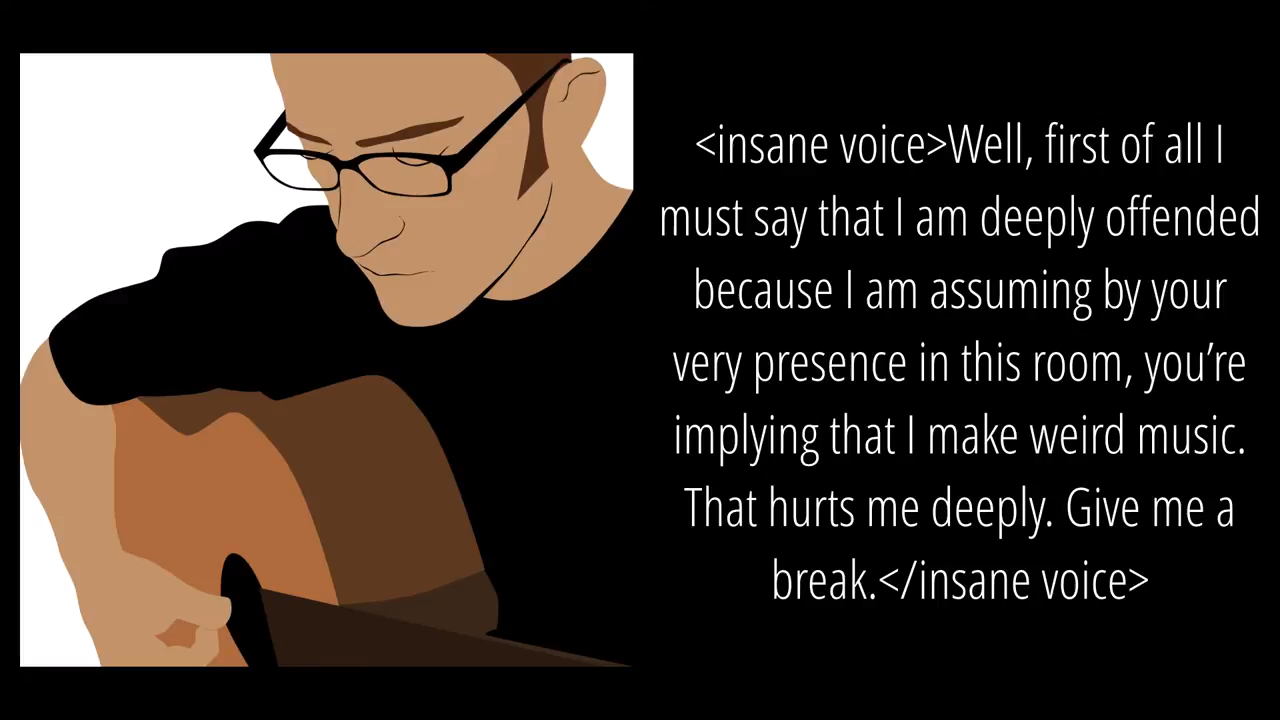 <insane voice>Well, first of all I
must say that I am deeply offended
because I am assuming by your
very presence in this room, you’re
implying that I make weird music.
That hurts me deeply. Give me a
break.</insane voice>